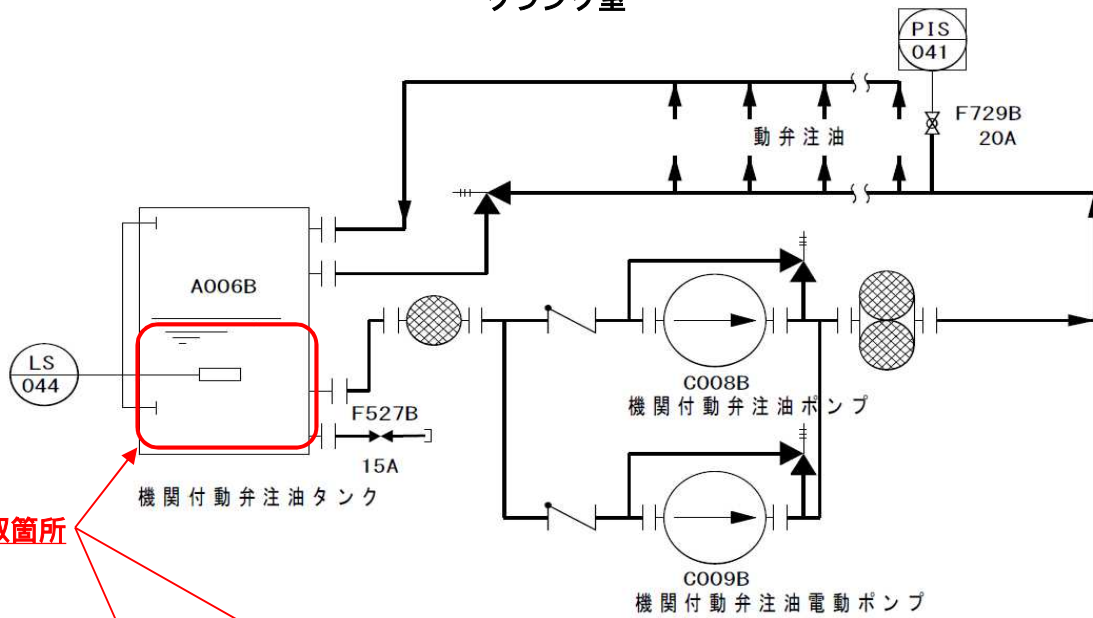 PIS
041
F729B
20A
動弁注油
A006B
LS
044
C008B
機関付動弁注油ポンプ
F527B
15A
機関付動弁注油タンク
箇所
C009B
機関付動弁注油電動ポンプ